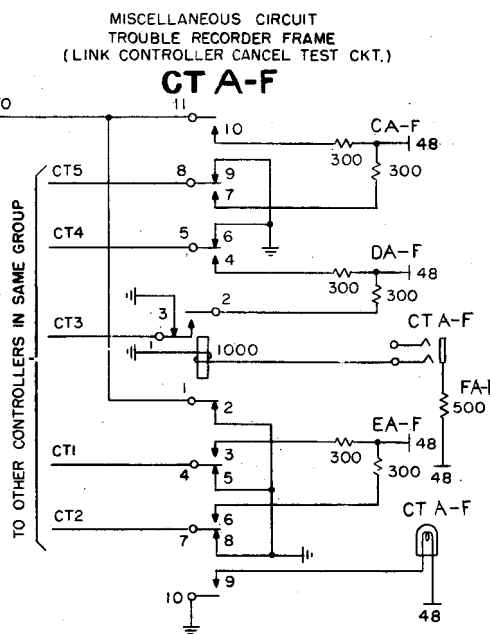 MISCELLANEOUS CIRCUIT
TROUBLE RECORDER FRAME
(LINK CONTROLLER CANCEL TEST CKT.)
CT A-F
11
10
CA-F
48
300
300
CT5
8
9
7
CT4
5
6
4
DA-F
48
300
300
2
3
CT3
1
1000
CT A-F
1
2
FA-
500
48
3
EA-F
48
300
300
CT1
4
5
6
CT2
7
8
CT A-F
9
10
48
TO OTHER CONTROLLERS IN SAME GROUP